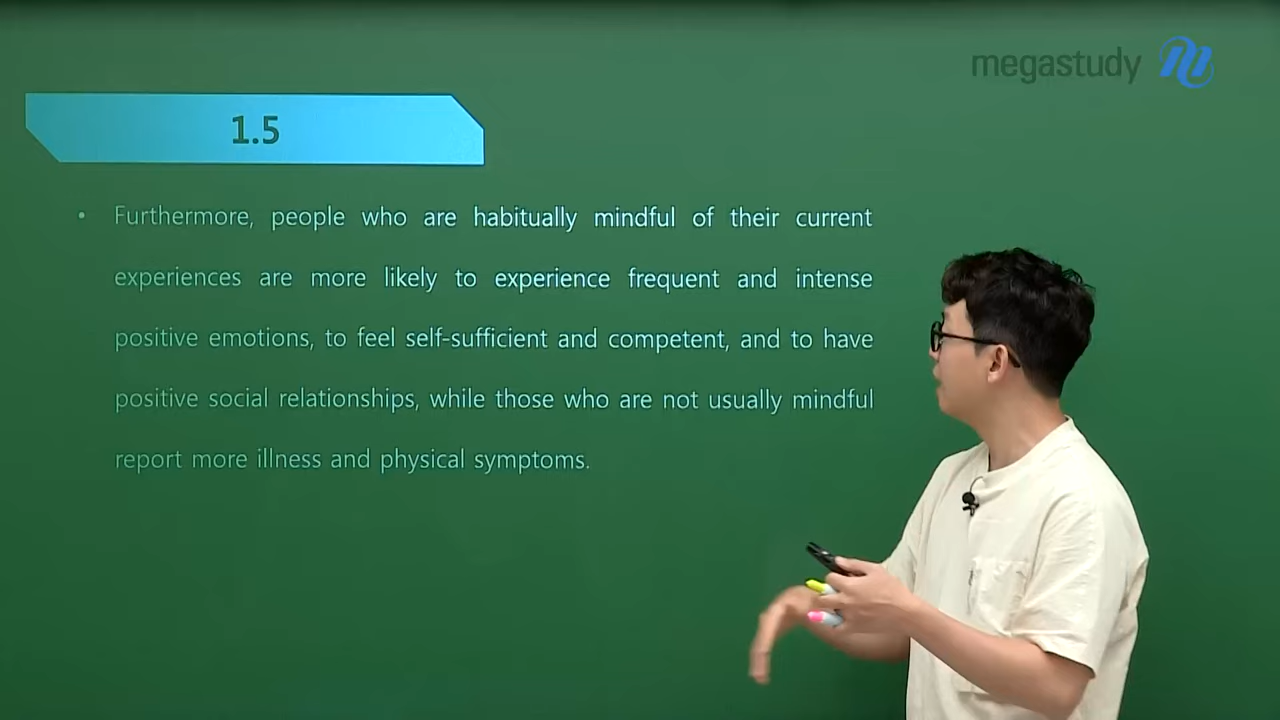 megastudy
1.5
• Furthermore, people who are habitually mindful of their current
experiences are more likely to experience frequent and intense
positive emotions, to feel self-sufficient and competent, and to have
positive social relationships, while those who are not usually mindful
report more illness and physical symptoms.